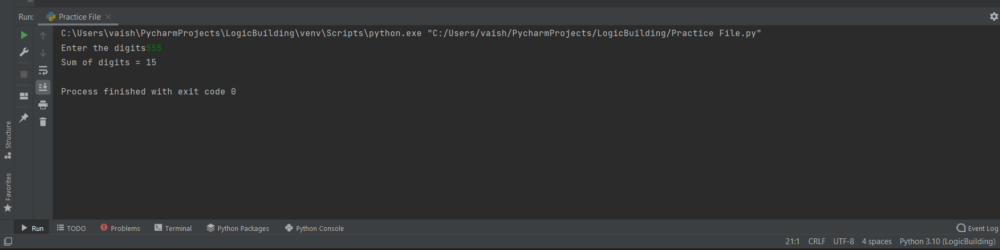 Run: Practice File
C:\Users\vaish\PycharmProjects\LogicBuilding\venv\Scripts\python.exe "C:/Users/vaish/PycharmProjects/LogicBuilding/Practice File.py"
Enter the digits555
Sum of digits = 15
Process finished with exit code 0
Structure
Favorites
Run TODO Problems Terminal Python Packages Python Console Event Log
21:1 CRLF UTF-8 4 spaces Python 3.10 (LogicBuilding)